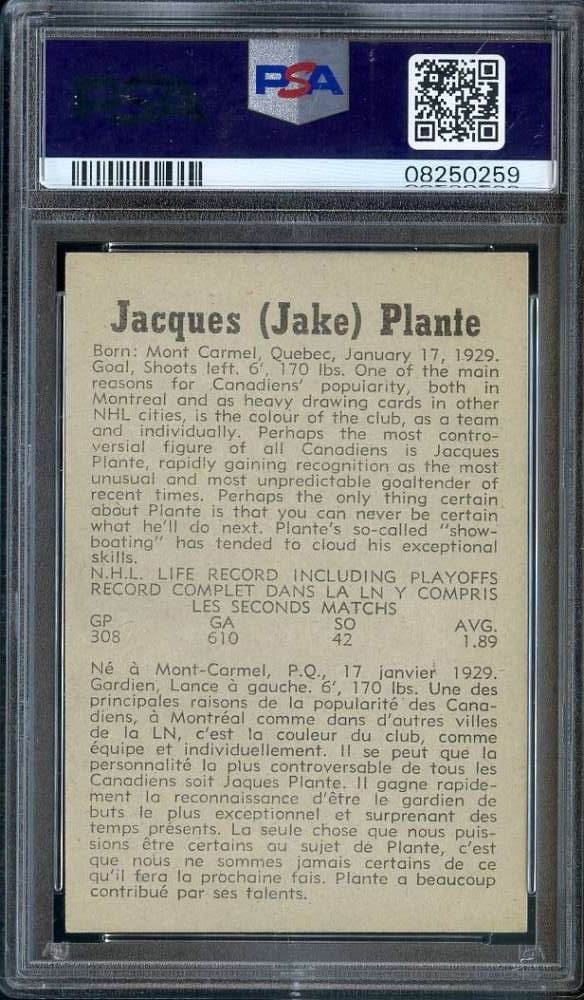 PSA
08250259
Jacques (Jake) Plante
Born: Mont Carmel, Quebec, January 17, 1929.
Goal, Shoots left. 6', 170 lbs. One of the main
reasons for Canadiens' popularity, both in
Montreal and as heavy drawing cards in other
NHL cities, is the colour of the club, as a team
and individually. Perhaps the most contro-
versial figure of all Canadiens is Jacques
Plante, rapidly gaining recognition as the most
unusual and most unpredictable goaltender of
recent times. Perhaps the only thing certain
about Plante is that you can never be certain
what he'll do next. Plante's so-called "show-
boating" has tended to cloud his exceptional
skills.
N.H.L. LIFE RECORD INCLUDING PLAYOFFS
RECORD COMPLET DANS LA LN Y COMPRIS
LES SECONDS MATCHS
GP GA SO AVG.
308 610 42 1.89
Né à Mont-Carmel, P.Q., 17 janvier 1929.
Gardien, Lance à gauche. 6', 170 lbs. Une des
principales raisons de la popularité des Cana-
diens, à Montréal comme dans d'autres villes
de la LN, c'est la couleur du club, comme
équipe et individuellement. Il se peut que la
personnalité la plus controversable de tous les
Canadiens soit Jaques Plante. Il gagne rapide-
ment la reconnaissance d'être le gardien de
buts le plus exceptionnel et surprenant des
temps présents. La seule chose que nous puis-
sions être certains au sujet de Plante, c'est
que nous ne sommes jamais certains de ce
qu'il fera la prochaine fais. Plante a beaucoup
contribué par ses talents.